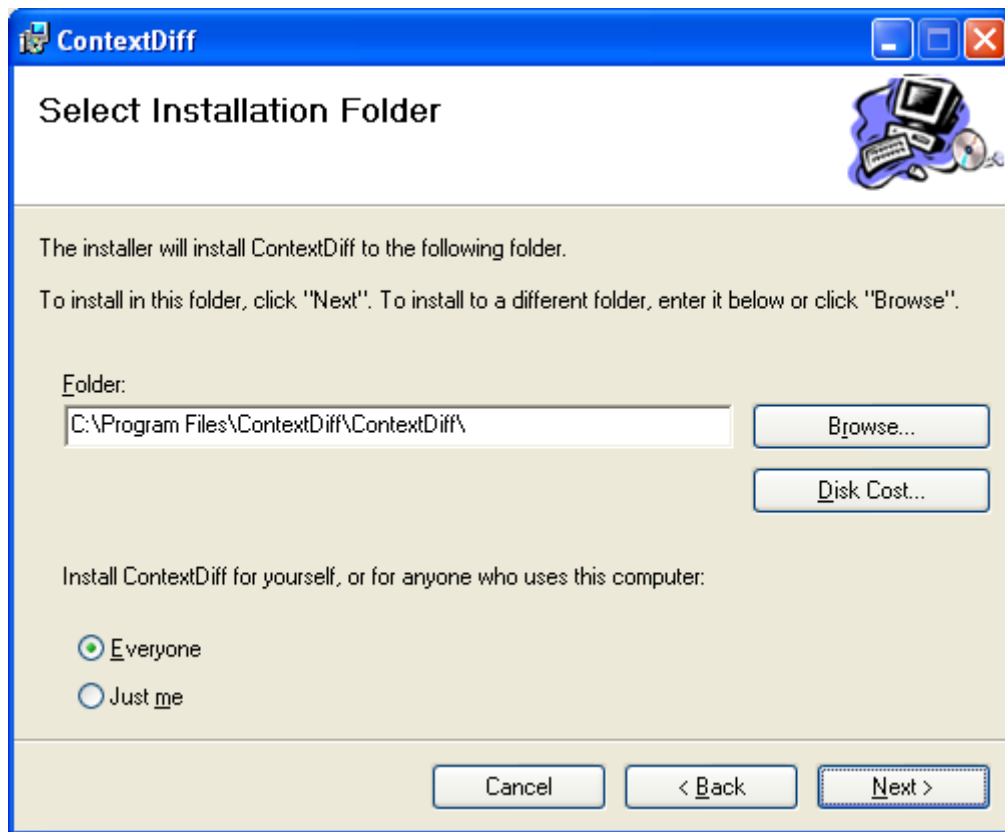 ContextDiff
Select Installation Folder
The installer will install ContextDiff to the following folder.
To install in this folder, click "Next". To install to a different folder, enter it below or click "Browse".
Folder:
C:\Program Files\ContextDiff\ContextDiff\
Browse...
Disk Cost...
Install ContextDiff for yourself, or for anyone who uses this computer:
Everyone
Just me
Cancel
< Back
Next >